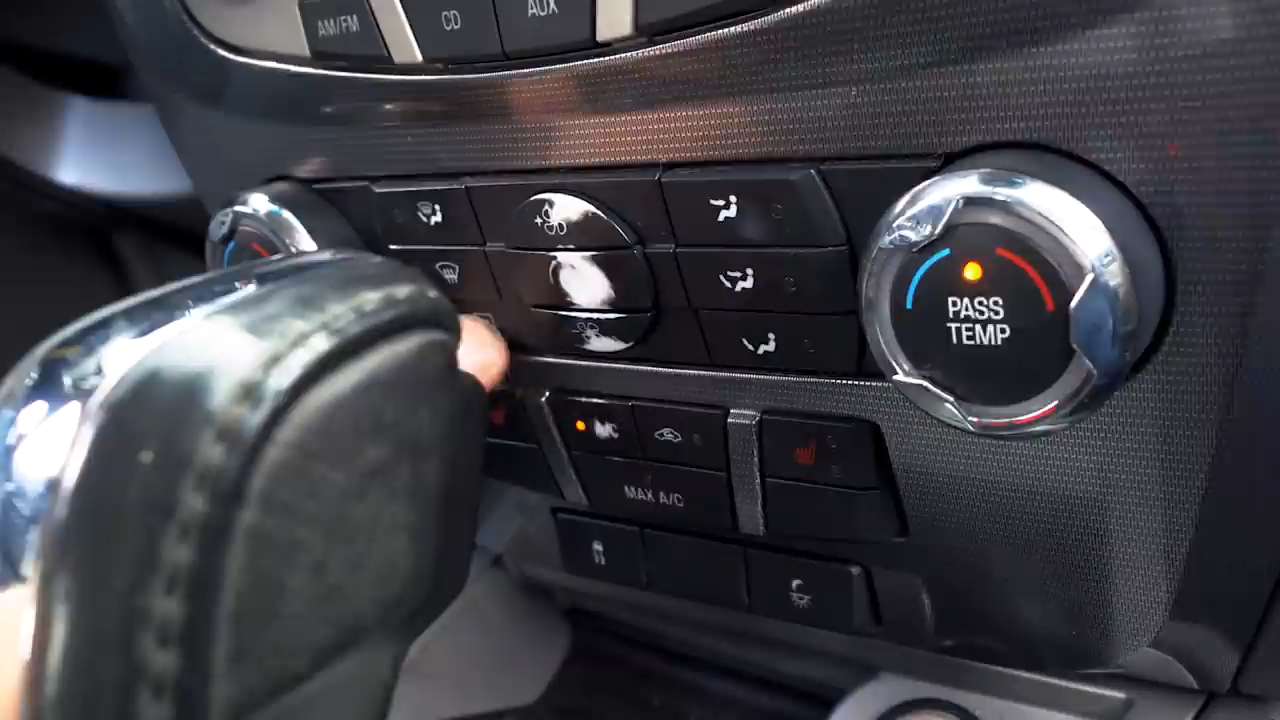 AM/FM
CD
AUX
PASS
TEMP
A/C
MAX A/C